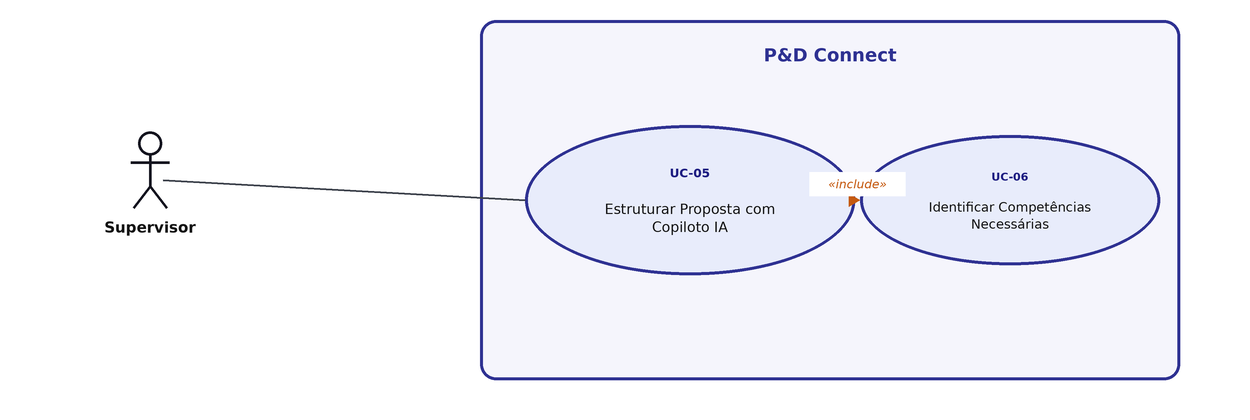 P&D Connect
Supervisor
UC-05
Estruturar Proposta com
Copiloto IA
«include»
UC-06
Identificar Competências
Necessárias